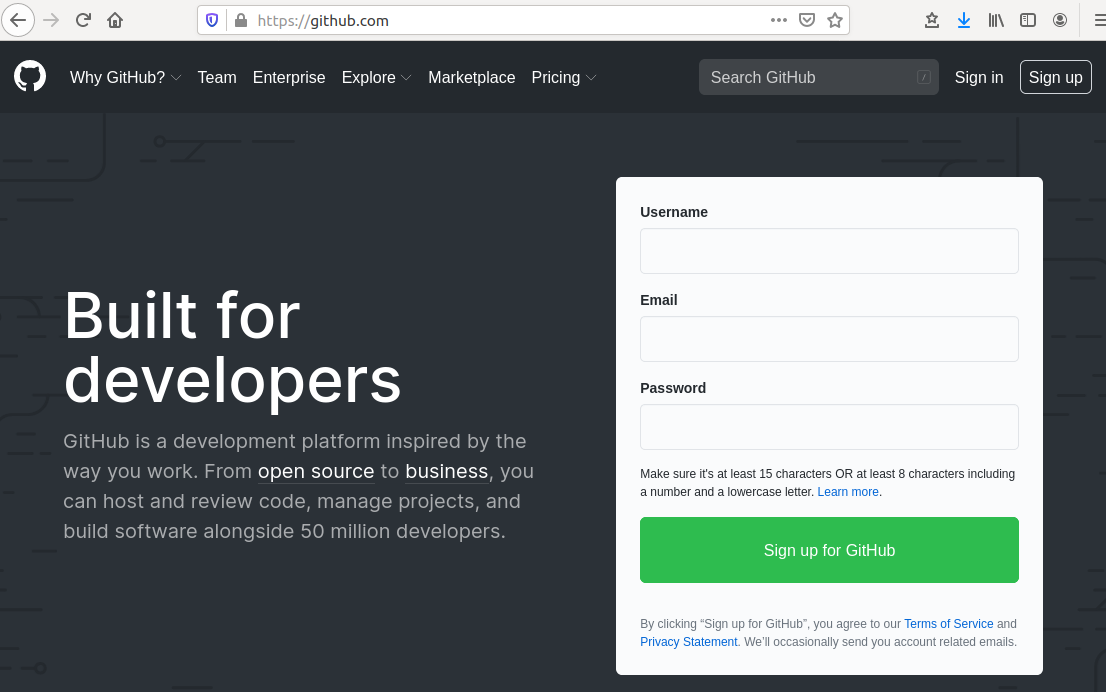 https://github.com
Why GitHub? Team Enterprise Explore Marketplace Pricing Search GitHub / Sign in Sign up
Built for
developers
GitHub is a development platform inspired by the
way you work. From open source to business, you
can host and review code, manage projects, and
build software alongside 50 million developers.
Username
Email
Password
Make sure it's at least 15 characters OR at least 8 characters including
a number and a lowercase letter. Learn more.
Sign up for GitHub
By clicking “Sign up for GitHub”, you agree to our Terms of Service and
Privacy Statement. We’ll occasionally send you account related emails.